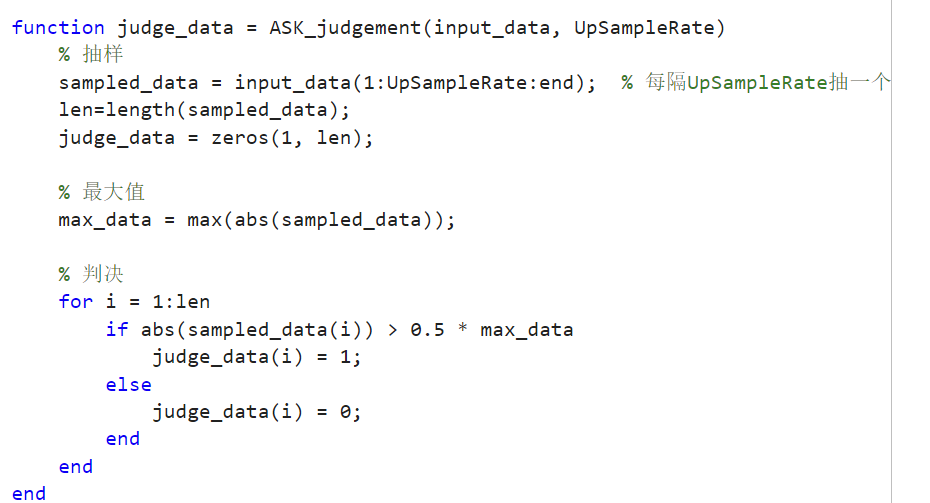 function judge_data = ASK_judgement(input_data, UpSampleRate)
% 抽样
sampled_data = input_data(1:UpSampleRate:end);  % 每隔UpSampleRate抽一个
len=length(sampled_data);
judge_data = zeros(1, len);
% 最大值
max_data = max(abs(sampled_data));
% 判决
for i = 1:len
if abs(sampled_data(i)) > 0.5 * max_data
judge_data(i) = 1;
else
judge_data(i) = 0;
end
end
end